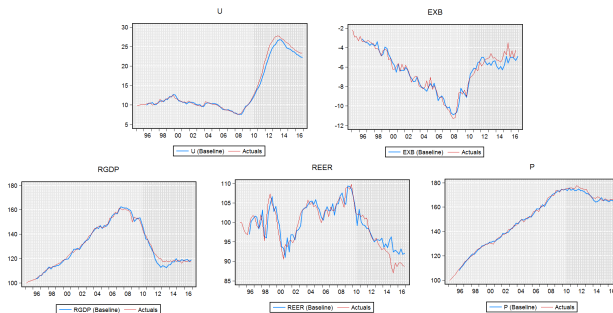 U
30
25
20
15
10
5
96 98 00 02 04 06 08 10 12 14 16
U (Baseline) Actuals
EXB
-2
-4
-6
-8
-10
-12
96 98 00 02 04 06 08 10 12 14 16
EXB (Baseline) Actuals
RGDP
160
140
120
100
96 98 00 02 04 06 08 10 12 14 16
RGDP (Baseline) Actuals
REER
110
105
100
95
90
85
96 98 00 02 04 06 08 10 12 14 16
REER (Baseline) Actuals
P
180
160
140
120
100
96 98 00 02 04 06 08 10 12 14 16
P (Baseline) Actuals